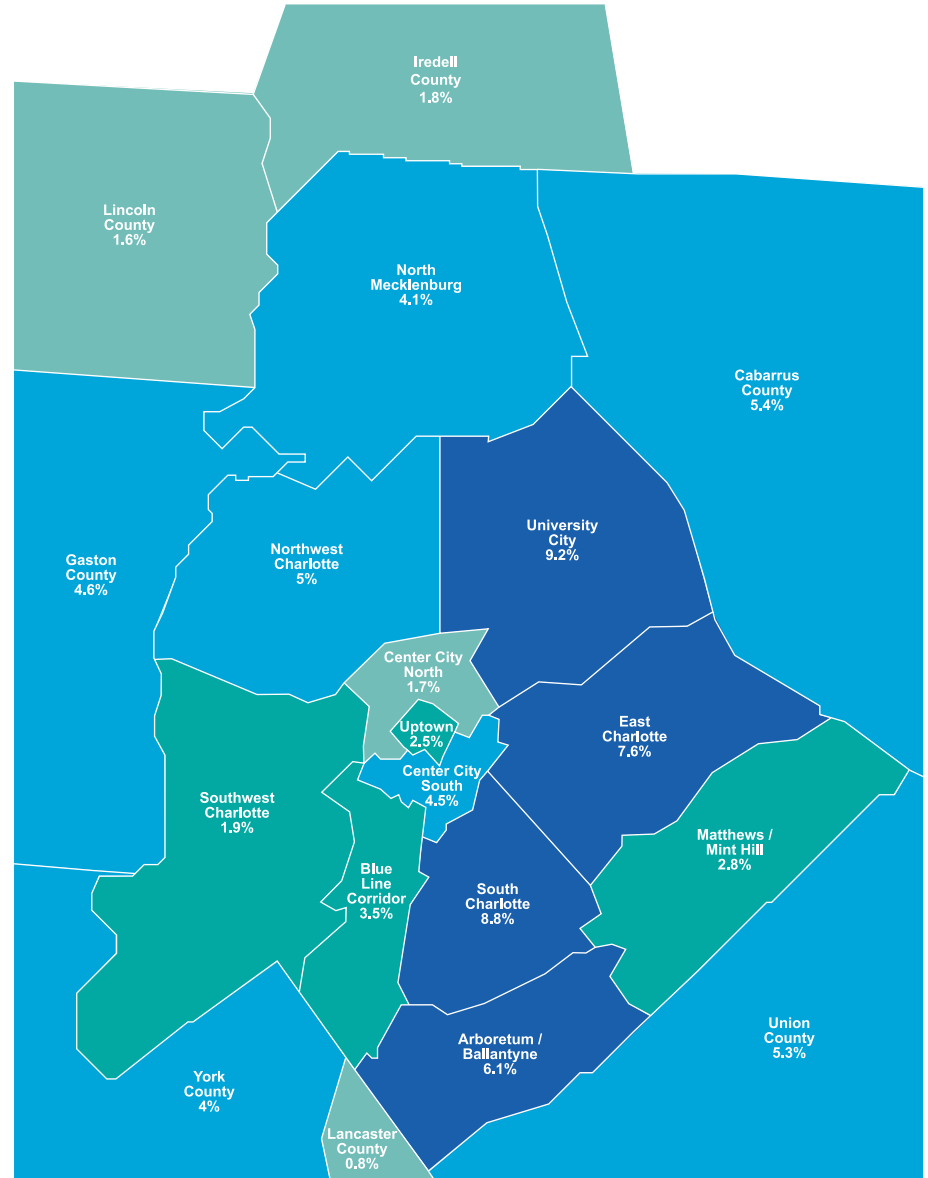 Iredell
County
1.8%
Lincoln
County
1.6%
North
Mecklenburg
4.1%
Cabarrus
County
5.4%
University
City
9.2%
Northwest
Charlotte
5%
Gaston
County
4.6%
Center City
North
1.7%
Uptown
2.5%
East
Charlotte
7.6%
Center City
South
4.5%
Southwest
Charlotte
1.9%
Matthews /
Mint Hill
2.8%
Blue
Line
Corridor
3.5%
South
Charlotte
8.8%
Union
County
5.3%
Arboretum /
Ballantyne
6.1%
York
County
4%
Lancaster
County
0.8%